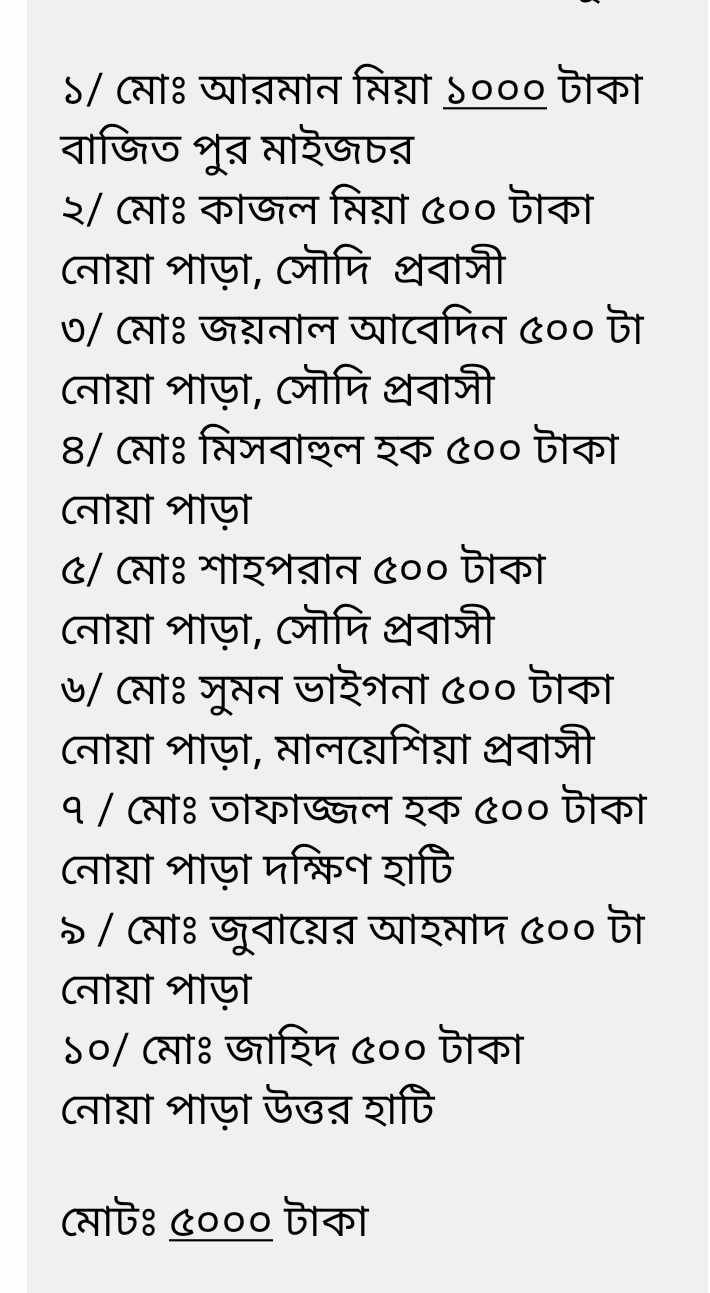 ১/ মোঃ আরমান মিয়া ১০০০ টাকা
বাজিত পুর মাইজচর
২/ মোঃ কাজল মিয়া ৫০০ টাকা
নোয়া পাড়া, সৌদি  প্রবাসী
৩/ মোঃ জয়নাল আবেদিন ৫০০ টা
নোয়া পাড়া, সৌদি প্রবাসী
৪/ মোঃ মিসবাহুল হক ৫০০ টাকা
নোয়া পাড়া
৫/ মোঃ শাহপরান ৫০০ টাকা
নোয়া পাড়া, সৌদি প্রবাসী
৬/ মোঃ সুমন ভাইগনা ৫০০ টাকা
নোয়া পাড়া, মালয়েশিয়া প্রবাসী
৭ / মোঃ তাফাজ্জল হক ৫০০ টাকা
নোয়া পাড়া দক্ষিণ হাটি
৯ / মোঃ জুবায়ের আহমাদ ৫০০ টা
নোয়া পাড়া
১০/ মোঃ জাহিদ ৫০০ টাকা
নোয়া পাড়া উত্তর হাটি
মোটঃ ৫০০০ টাকা